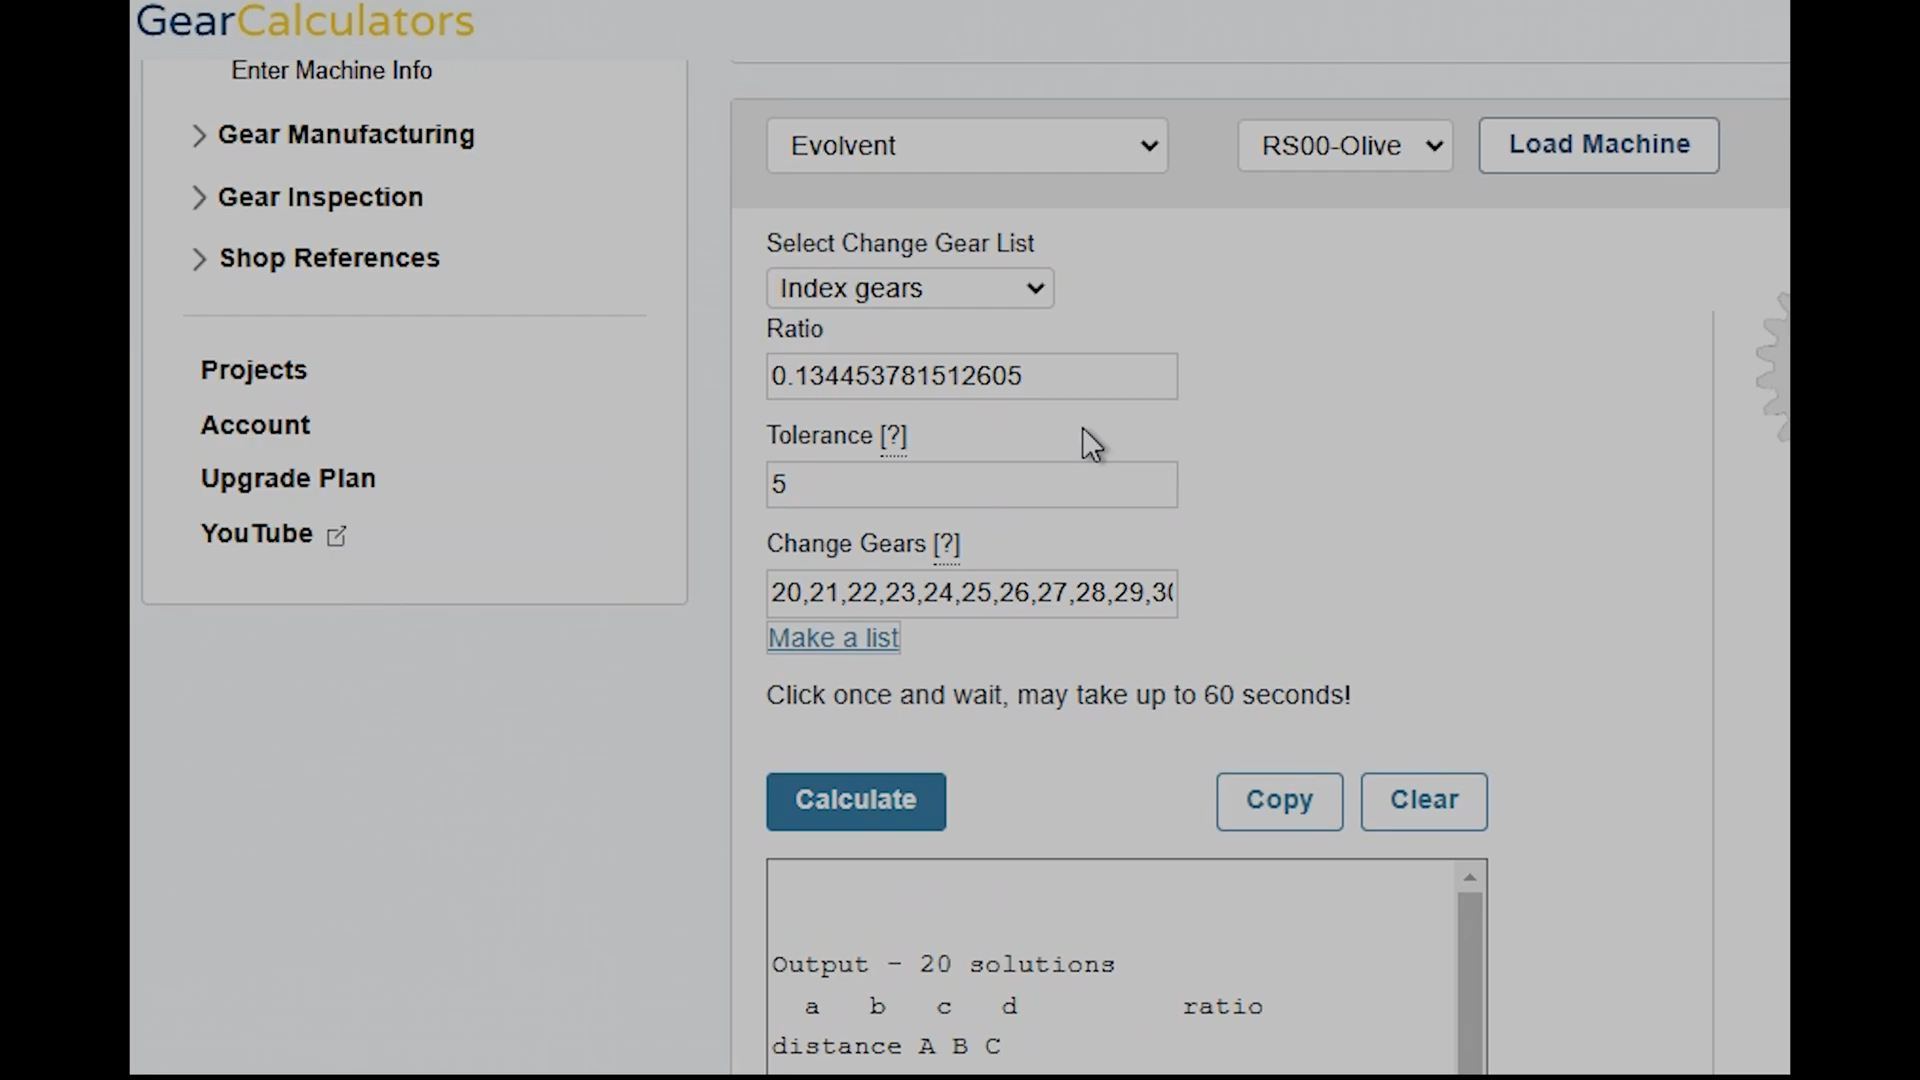 GearCalculators
Enter Machine Info
Gear Manufacturing
Gear Inspection
Shop References
Projects
Account
Upgrade Plan
YouTube
Evolvent
RS00-Olive
Load Machine
Select Change Gear List
Index gears
Ratio
0.134453781512605
Tolerance [?]
5
Change Gears [?]
20,21,22,23,24,25,26,27,28,29,30
Make a list
Click once and wait, may take up to 60 seconds!
Calculate
Copy
Clear
Output - 20 solutions
a b c d ratio
distance A B C